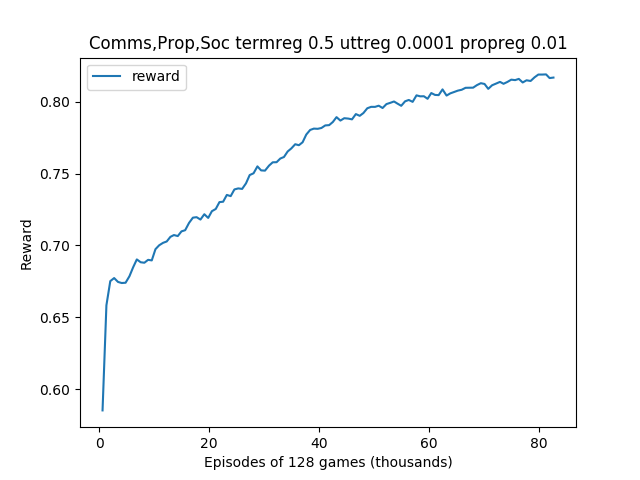 Comms,Prop,Soc termreg 0.5 uttreg 0.0001 propreg 0.01
reward
0.80
0.75
0.70
0.65
0.60
Reward
0
20
40
60
80
Episodes of 128 games (thousands)